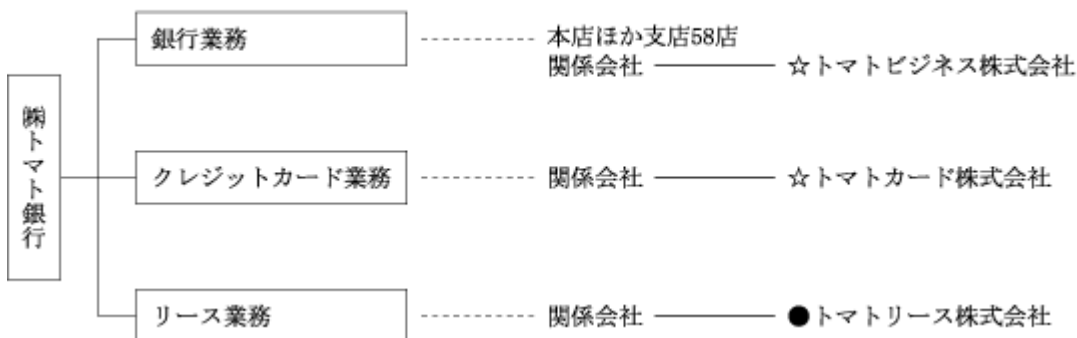 ㈱トマト銀行
銀行業務
本店ほか支店58店
関係会社 ☆トマトビジネス株式会社
クレジットカード業務 関係会社 ☆トマトカード株式会社
リース業務 関係会社 ●トマトリース株式会社